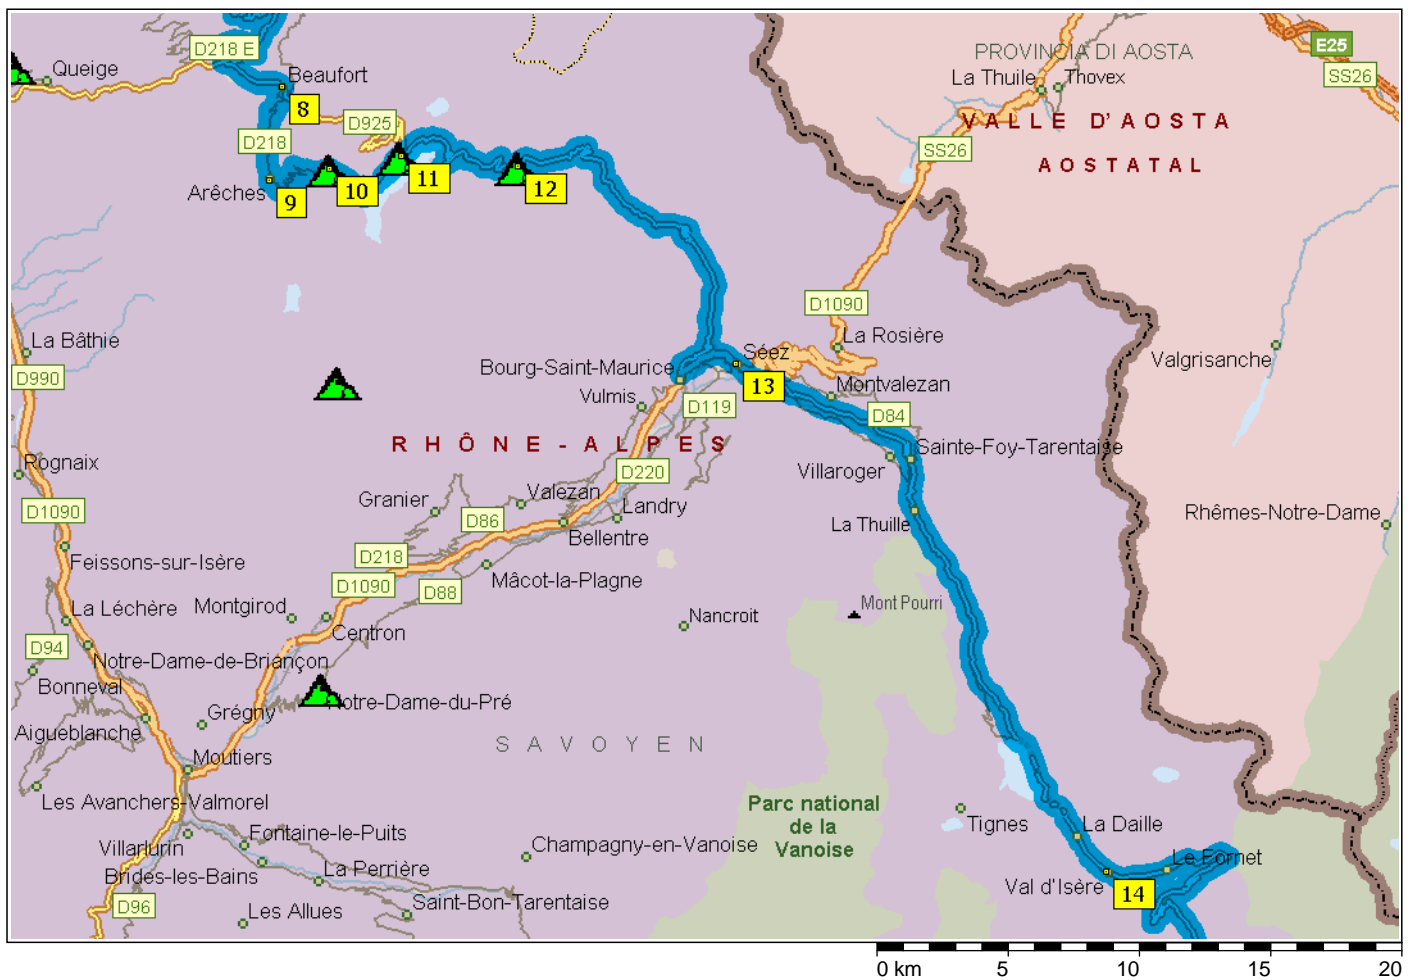 D218 E
PROVINCIA DI AOSTA
E25
Queige
Beaufort
La Thuile
Thovex
SS26
8
D925
VALLE D'AOSTA
D218
SS26
AOSTATAL
Arêches
9
10
11
12
D1090
La Bâthie
La Rosière
Séez
Valgrisanche
D990
Bourg-Saint-Maurice
13
Montvalezan
Vulmis
D119
D84
RHÔNE-ALPES
Sainte-Foy-Tarentaise
Rognaix
D220
Villaroger
Granier
Valezan
D1090
D86
Landry
La Thuille
Rhêmes-Notre-Dame
Bellentre
Feissons-sur-Isère
D218
D1090
D88
Mâcot-la-Plagne
La Léchère
Montgirod
Nancroit
Mont Pourri
Centron
D94
Notre-Dame-de-Briançon
Bonneval
Notre-Dame-du-Pré
Grégny
Aigueblanche
SAVOYEN
Moutiers
Les Avanchers-Valmorel
Parc national
de la
Vanoise
Tignes
La Daille
Fontaine-le-Puits
Villarlurin
Champagny-en-Vanoise
Le Fornet
Brides-les-Bains
La Perrière
Val d'Isère
14
D96
Les Allues
Saint-Bon-Tarentaise
0 km
5
10
15
20